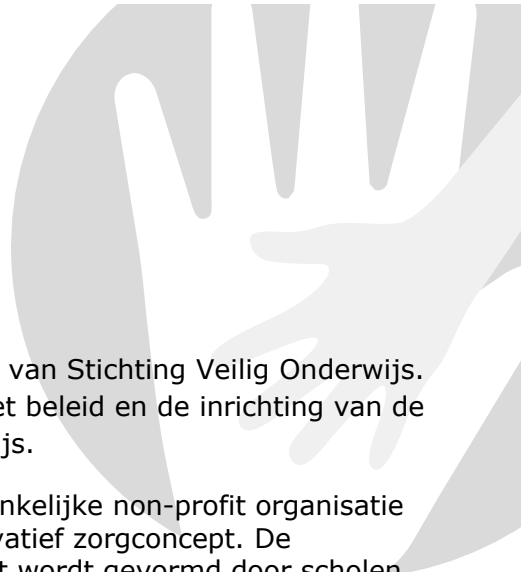 van Stichting Veilig Onderwijs.
et beleid en de inrichting van de
js.
nkelijke non-profit organisatie
vatief zorgconcept. De
t wordt gevormd door scholen